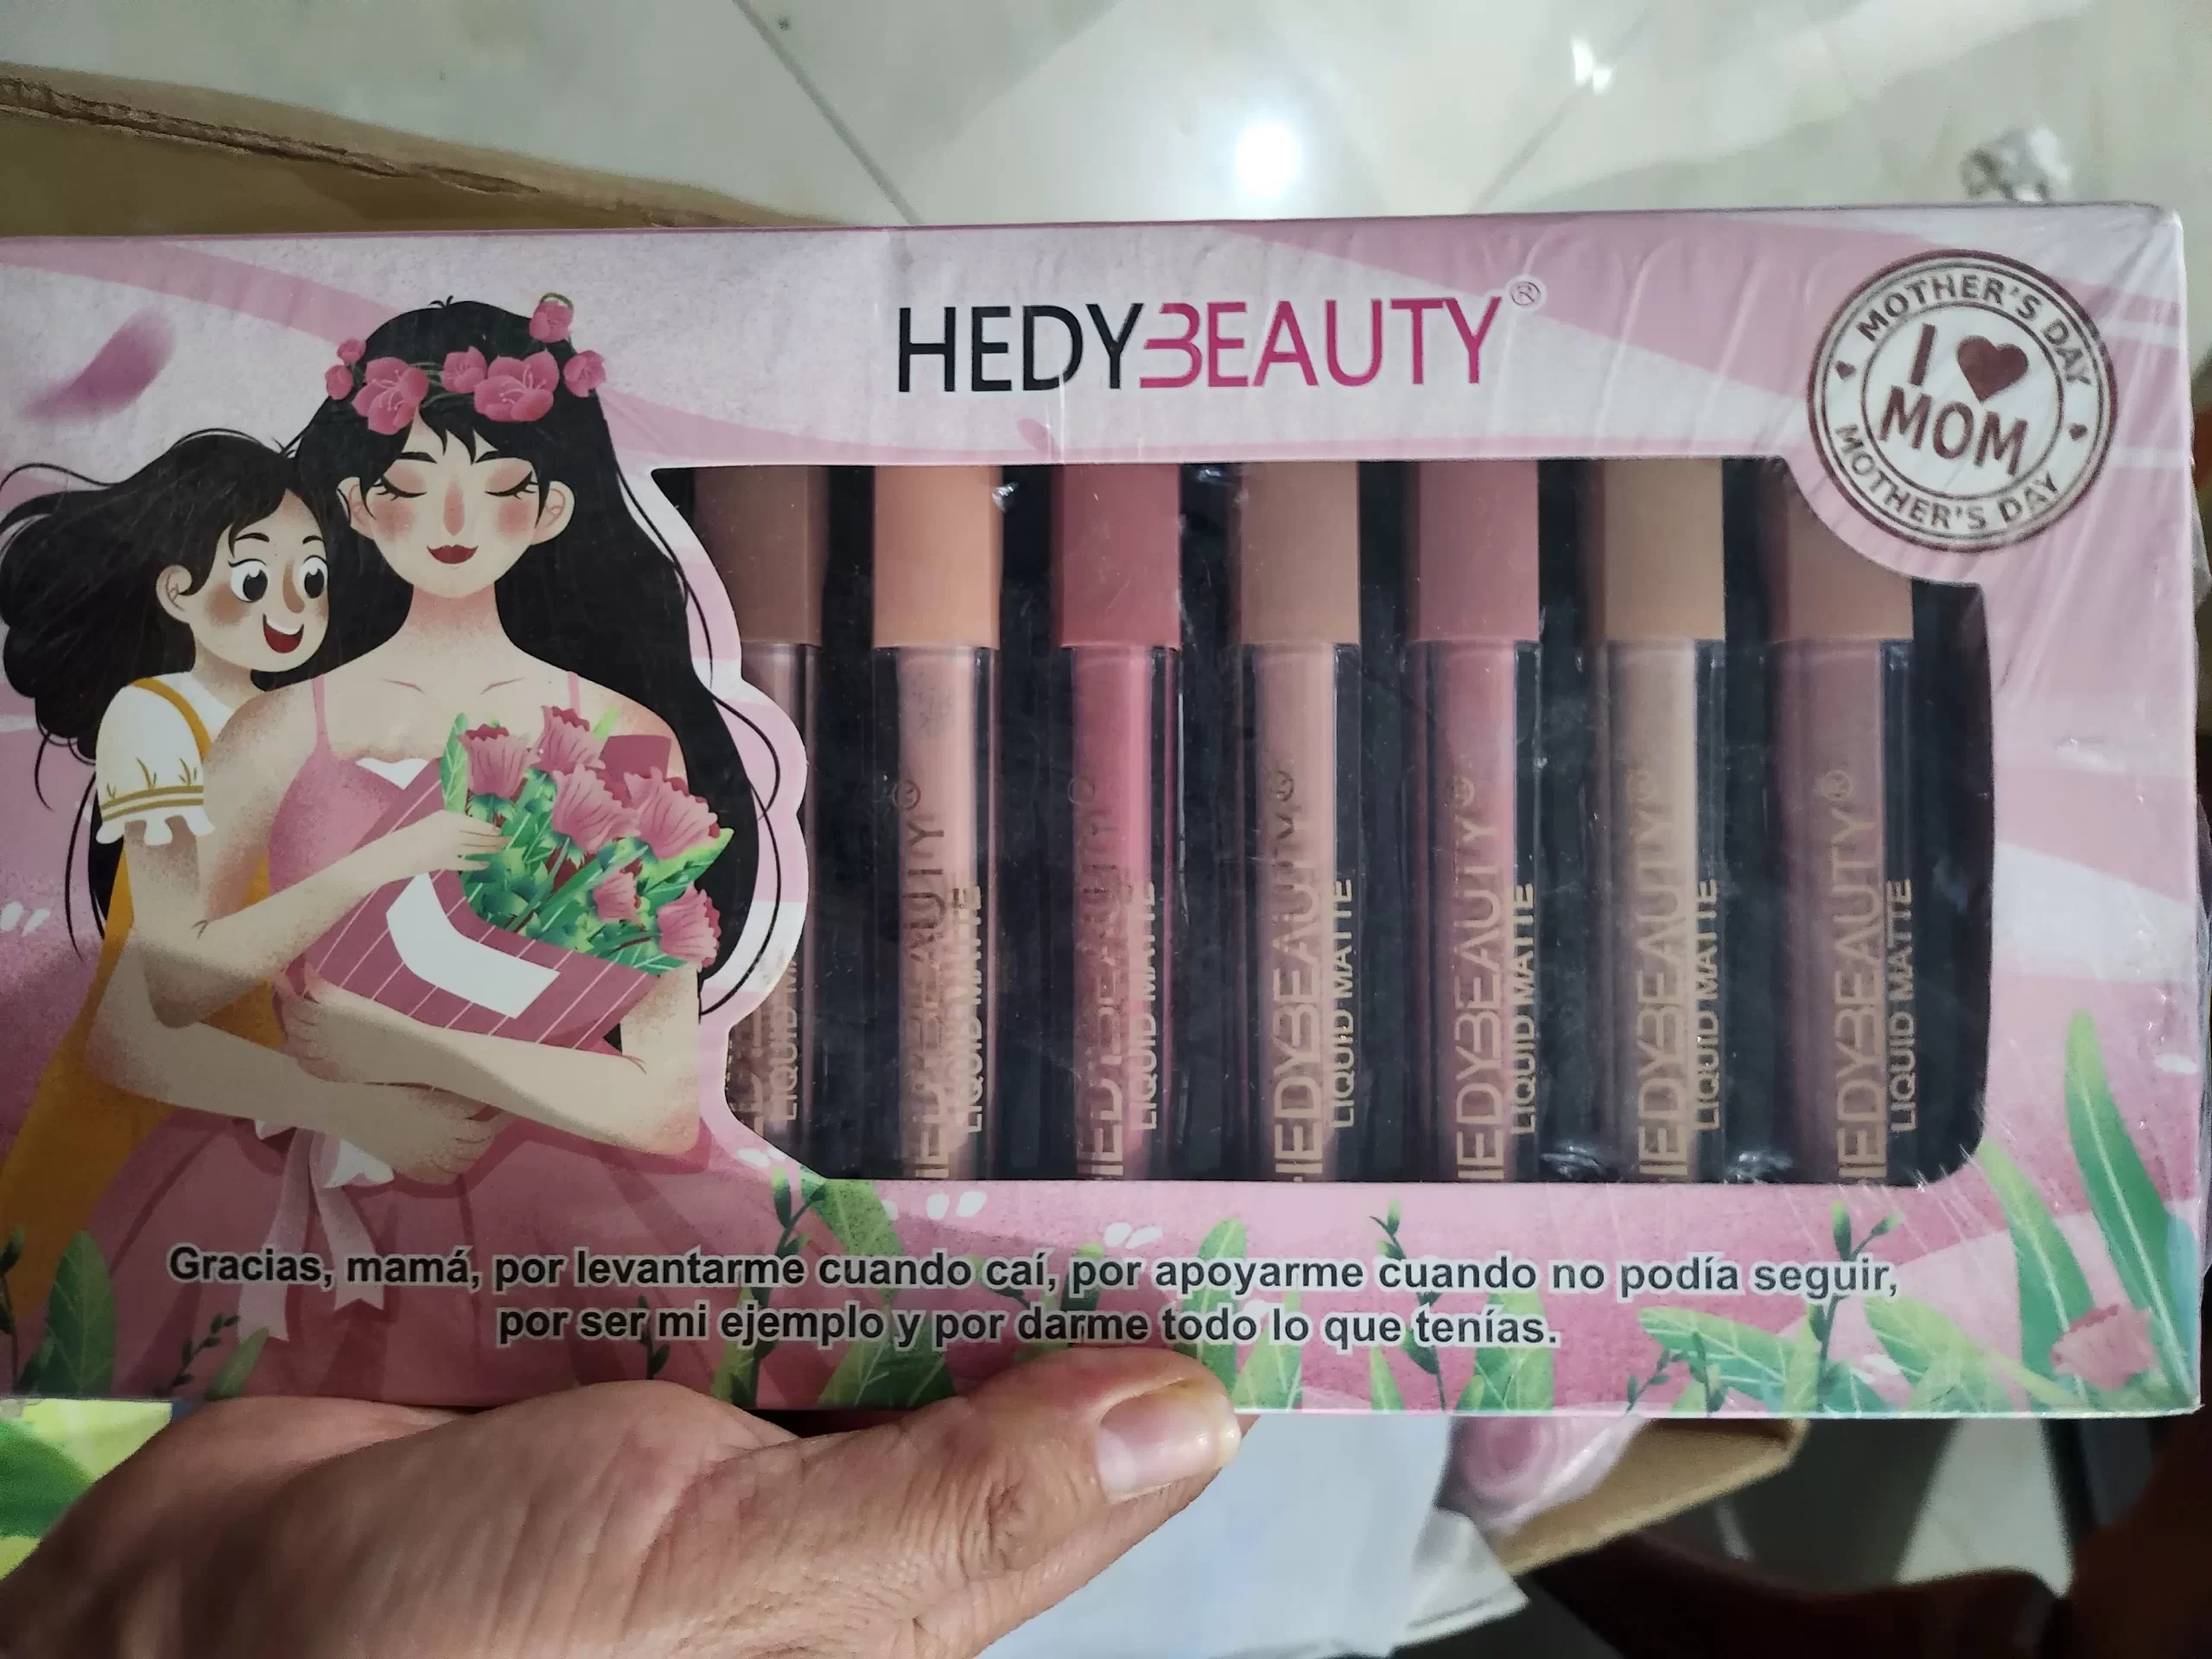 HEDYBEAUTY®
MOTHER'S DAY
I ♥
MOM
MOTHER'S DAY
LIQUID MATTE
HEDYBEAUTY®
LIQUID MATTE
HEDYBEAUTY®
LIQUID MATTE
HEDYBEAUTY®
LIQUID MATTE
HEDYBEAUTY®
LIQUID MATTE
HEDYBEAUTY®
LIQUID MATTE
HEDYBEAUTY®
LIQUID MATTE
Gracias, mamá, por levantarme cuando caí, por apoyarme cuando no podía seguir,
por ser mi ejemplo y por darme todo lo que tenías.